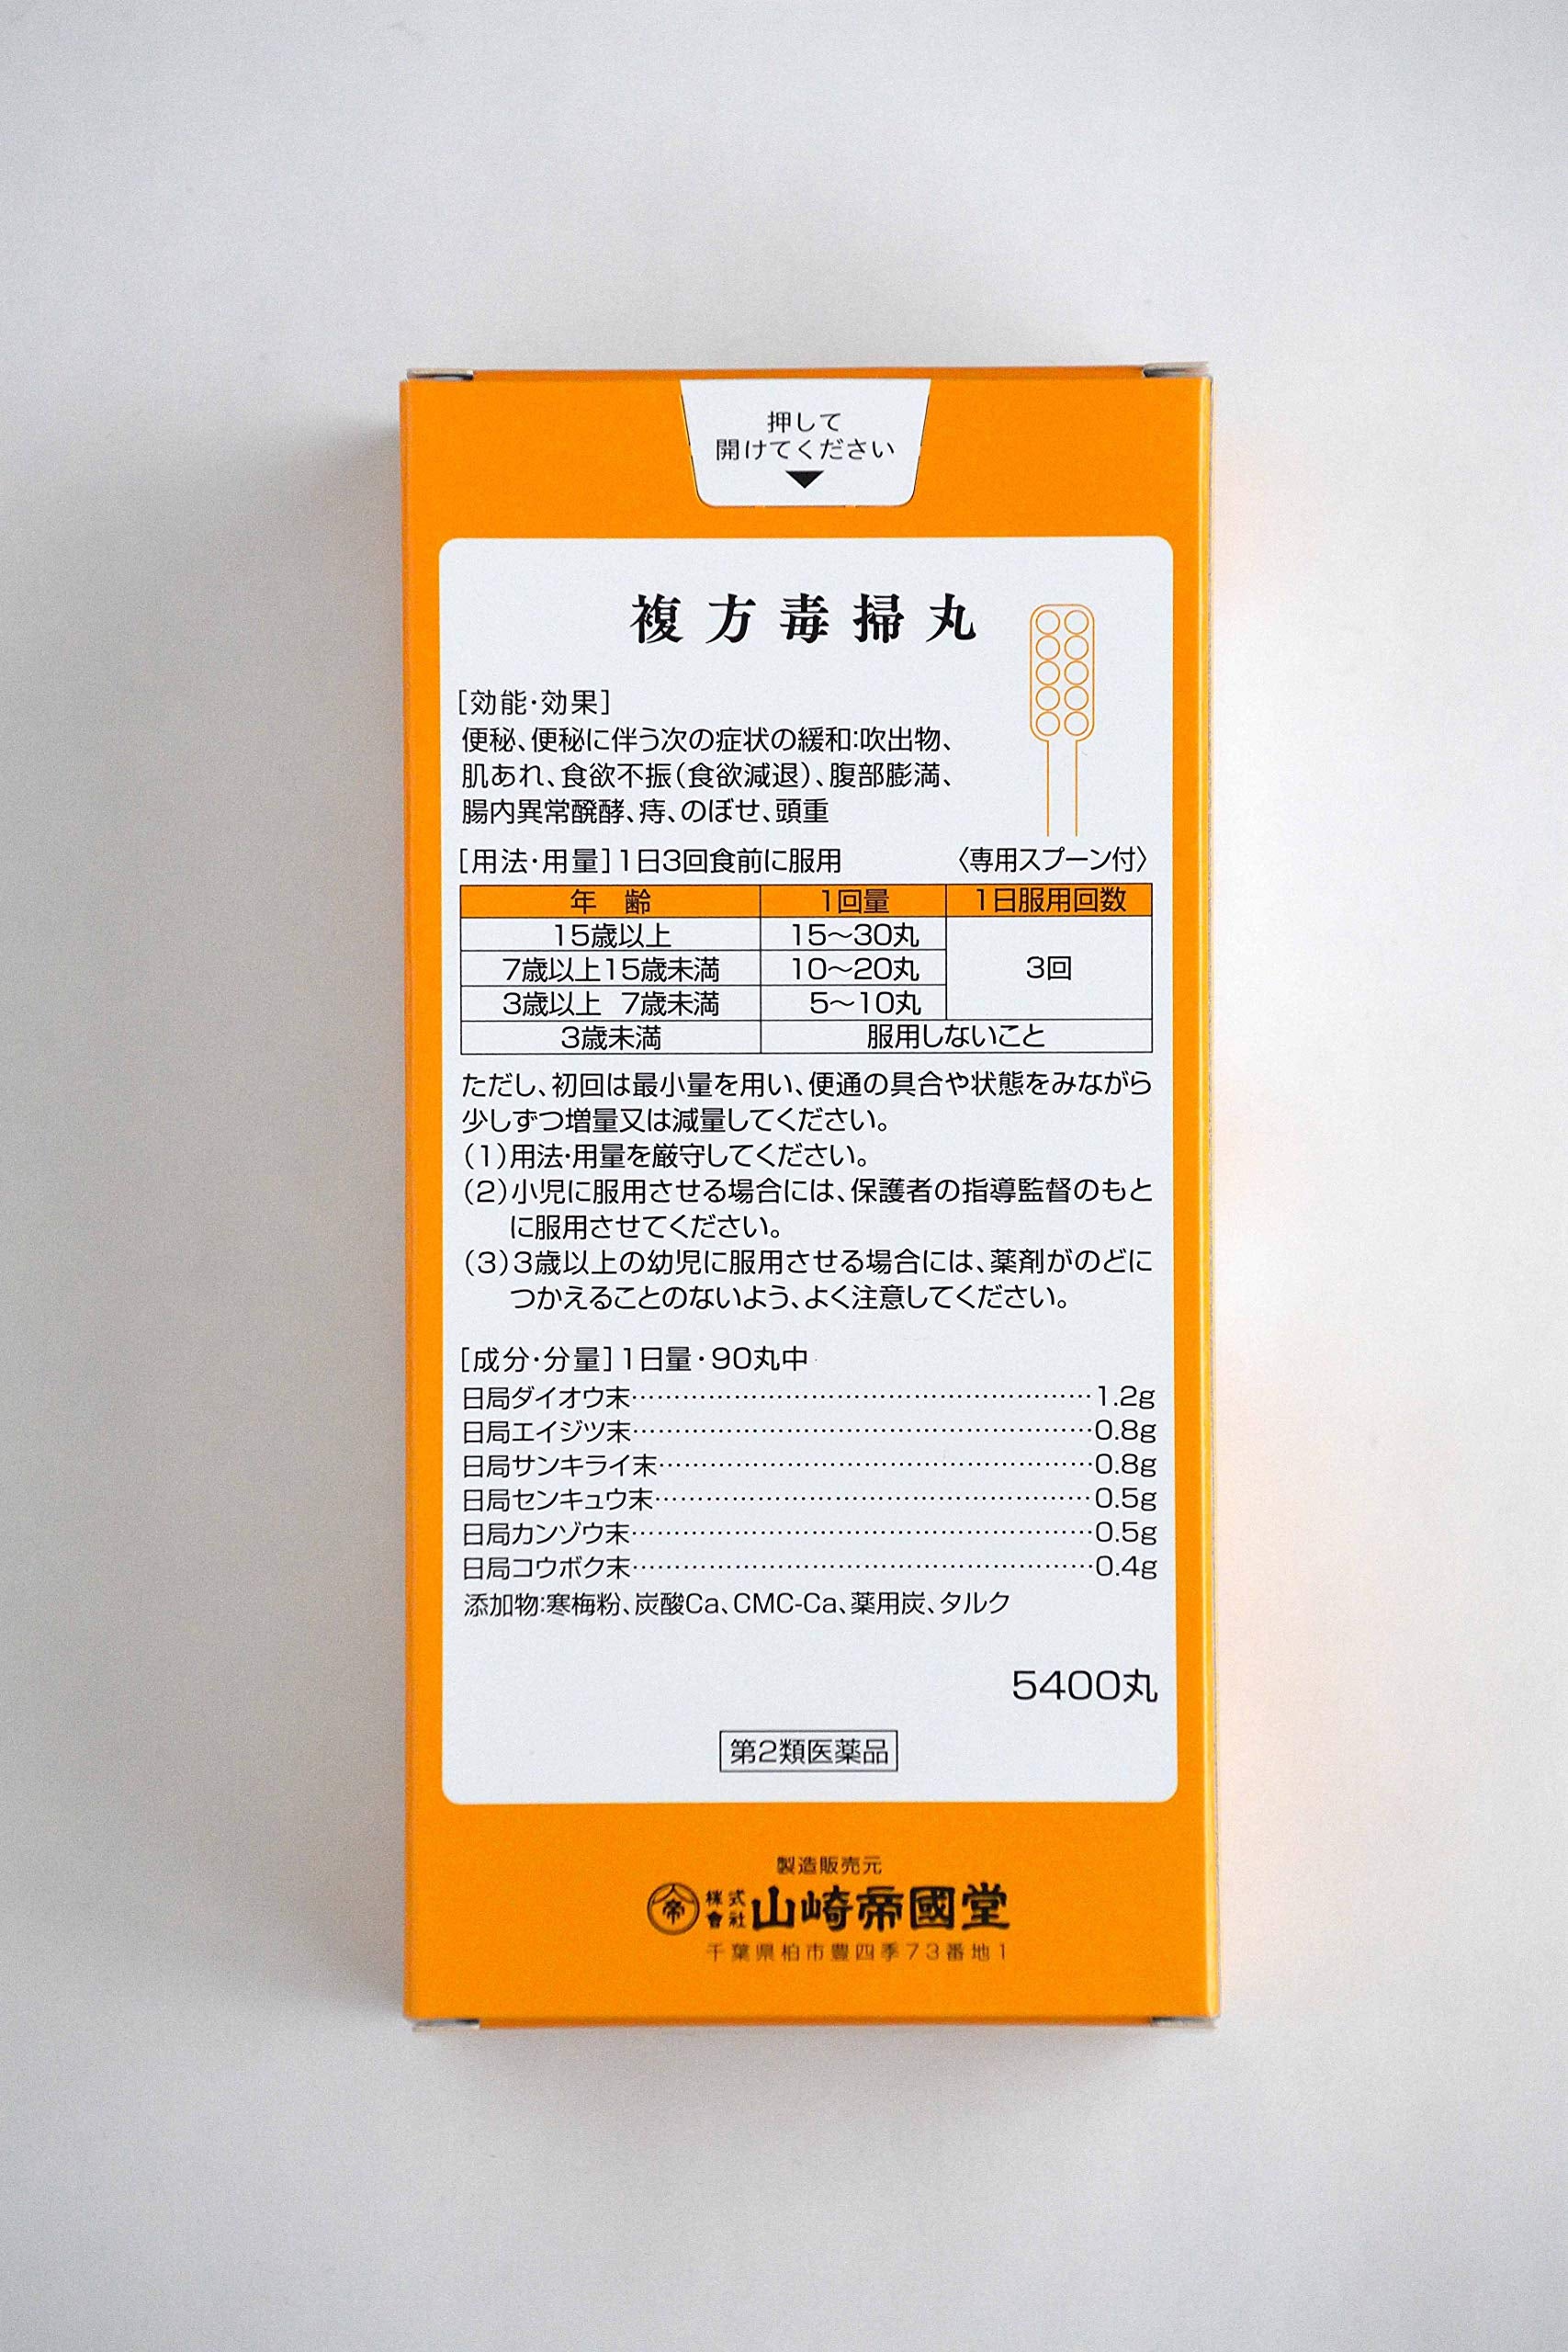 押して
開けてください
複方毒掃丸
[効能・効果]
便秘、便秘に伴う次の症状の緩和:吹出物、
肌あれ、食欲不振(食欲減退)、腹部膨満、
腸内異常醗酵、痔、のぼせ、頭重
[用法・用量]1日3回食前に服用 〈専用スプーン付〉
年 齢 1回量 1日服用回数
15歳以上 15〜30丸
7歳以上15歳未満 10〜20丸 3回
3歳以上 7歳未満 5〜10丸
3歳未満 服用しないこと
ただし、初回は最小量を用い、便通の具合や状態をみながら
少しずつ増量又は減量してください。
(1)用法・用量を厳守してください。
(2)小児に服用させる場合には、保護者の指導監督のもと
に服用させてください。
(3)3歳以上の幼児に服用させる場合には、薬剤がのどに
つかえることのないよう、よく注意してください。
[成分・分量]1日量・90丸中
日局ダイオウ末……………………………………………1.2g
日局エイジツ末……………………………………………0.8g
日局サンキライ末…………………………………………0.8g
日局センキュウ末…………………………………………0.5g
日局カンゾウ末……………………………………………0.5g
日局コウボク末……………………………………………0.4g
添加物:寒梅粉、炭酸Ca、CMC-Ca、薬用炭、タルク
5400丸
第2類医薬品
製造販売元
帝 株式會社 山崎帝國堂
千葉県柏市豊四季73番地1